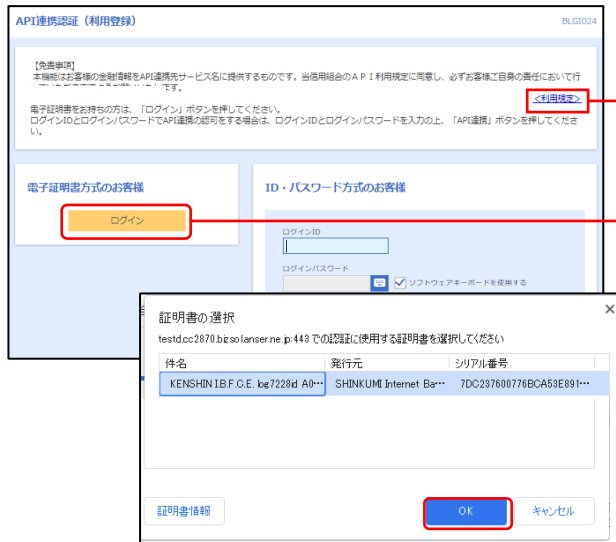 API連携認証（利用登録）
BLGI024
【免責事項】
本機能はお客様の金融情報をAPI連携先サービス名に提供するものです。当信用組合のＡＰＩ利用規定に同意し、必ずお客様ご自身の責任において行
<利用規定>
電子証明書をお持ちの方は、「ログイン」ボタンを押してください。
ログインIDとログインパスワードでAPI連携の認可をする場合は、ログインIDとログインパスワードを入力の上、「API連携」ボタンを押してくださ
い。
電子証明書方式のお客様
ログイン
ID・パスワード方式のお客様
ログインID
ログインパスワード
ソフトウェアキーボードを使用する
証明書の選択
testd.cc2870.bizsolanser.ne.jp:443 での認証に使用する証明書を選択してください
件名 発行元 シリアル番号
KENSHIN I.B.F.C.E. log7228id A0… SHINKUMI Internet Ba… 7DC237600776BCA53E891…
証明書情報
OK
キャンセル